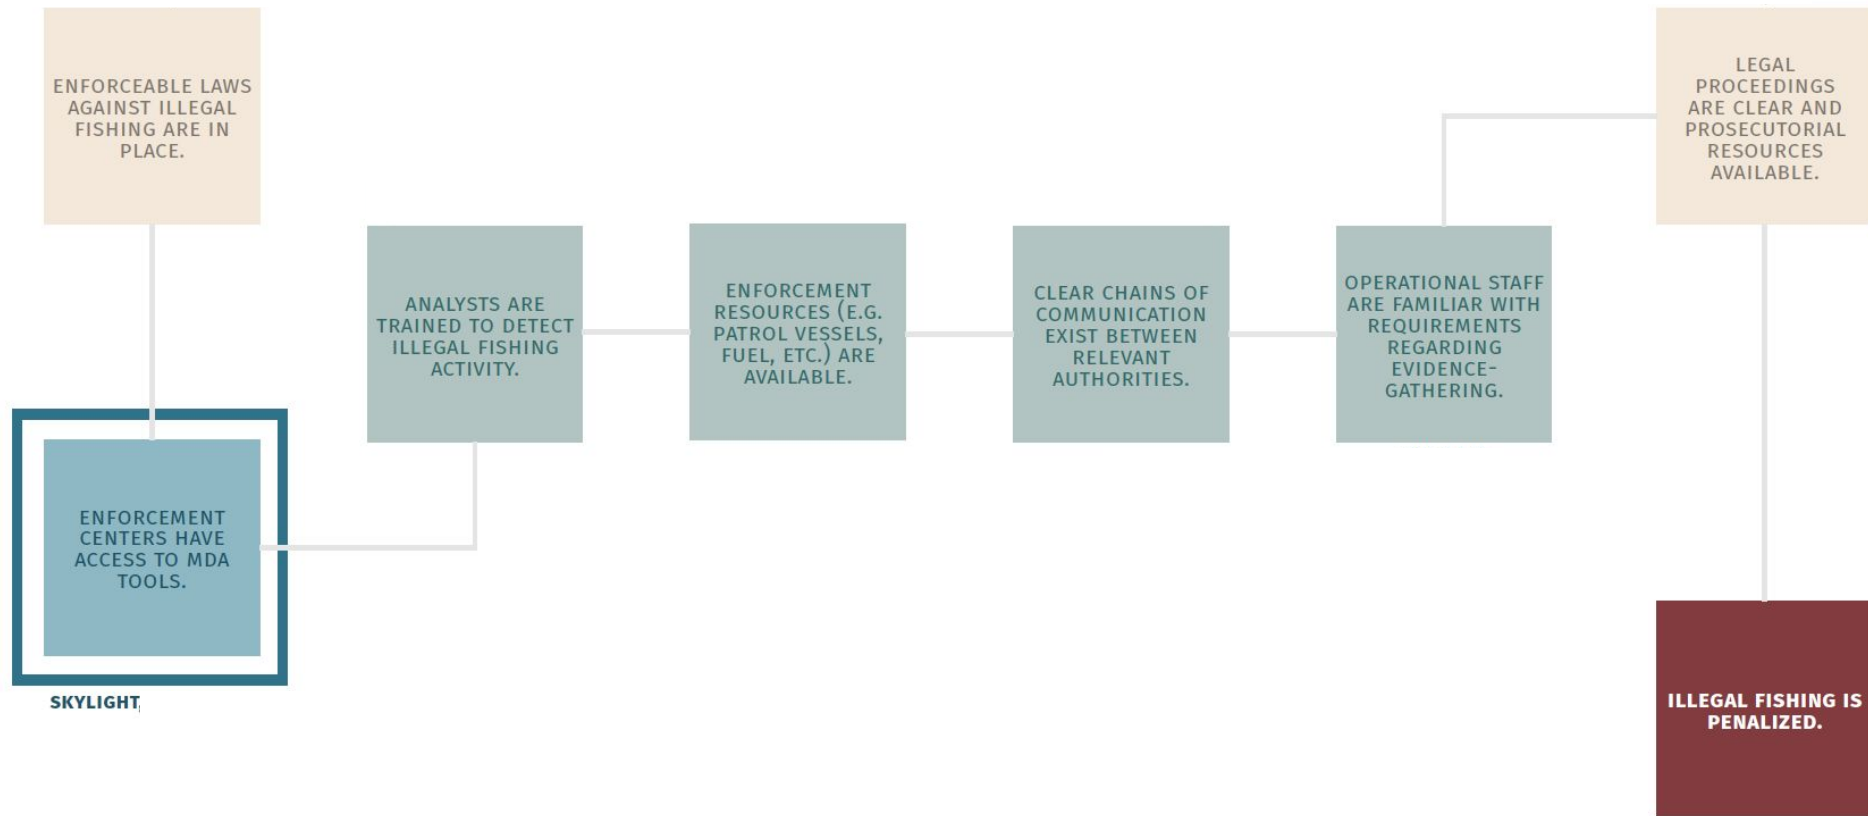 ENFORCEABLE LAWS
AGAINST ILLEGAL
FISHING ARE IN
PLACE.
ENFORCEMENT
CENTERS HAVE
ACCESS TO MDA
TOOLS.
SKYLIGHT
ANALYSTS ARE
TRAINED TO DETECT
ILLEGAL FISHING
ACTIVITY.
ENFORCEMENT
RESOURCES (E.G.
PATROL VESSELS,
FUEL, ETC.) ARE
AVAILABLE.
CLEAR CHAINS OF
COMMUNICATION
EXIST BETWEEN
RELEVANT
AUTHORITIES.
OPERATIONAL STAFF
ARE FAMILIAR WITH
REQUIREMENTS
REGARDING
EVIDENCE-
GATHERING.
LEGAL
PROCEEDINGS
ARE CLEAR AND
PROSECUTORIAL
RESOURCES
AVAILABLE.
ILLEGAL FISHING IS
PENALIZED.